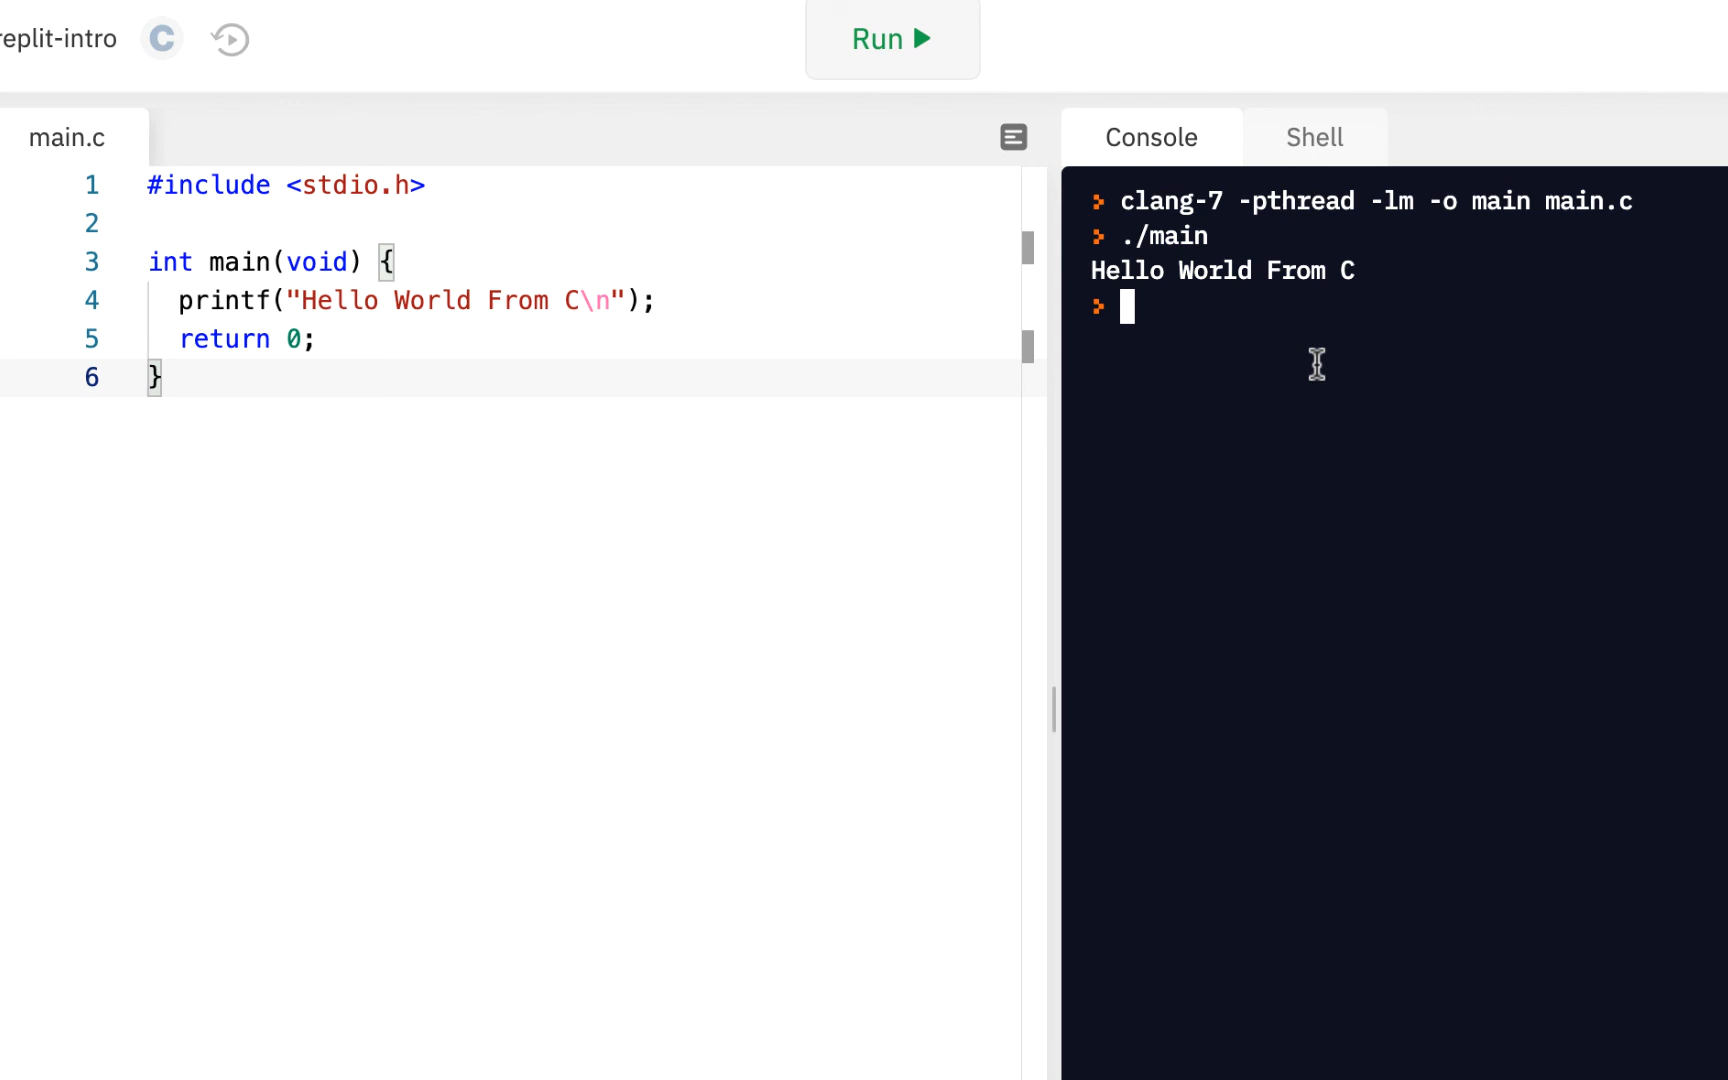 replit-intro C Run
main.c
Console Shell
1 #include <stdio.h>
2
3 int main(void) {
4 printf("Hello World From C\n");
5 return 0;
6 }
clang-7 -pthread -lm -o main main.c
./main
Hello World From C